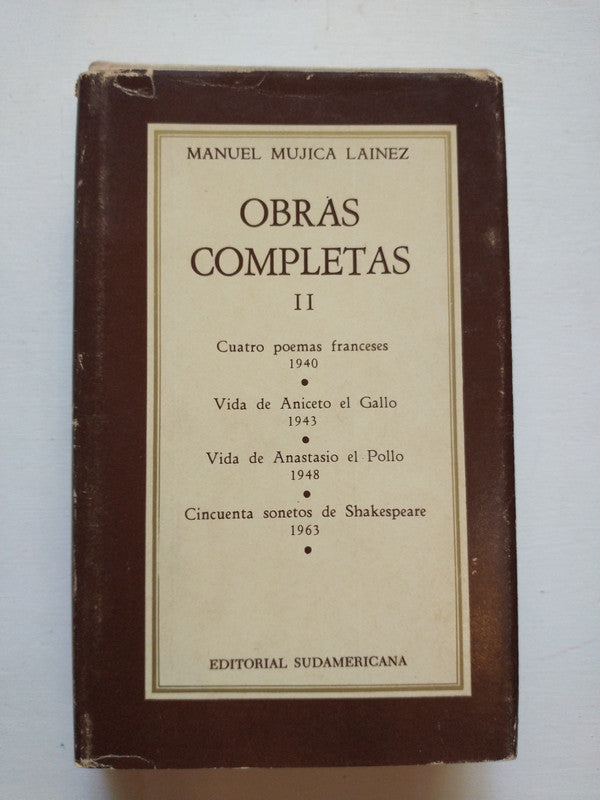 MANUEL MUJICA LAINEZ
OBRAS
COMPLETAS
II
Cuatro poemas franceses
1940
Vida de Aniceto el Gallo
1943
Vida de Anastasio el Pollo
1948
Cincuenta sonetos de Shakespeare
1963
EDITORIAL SUDAMERICANA